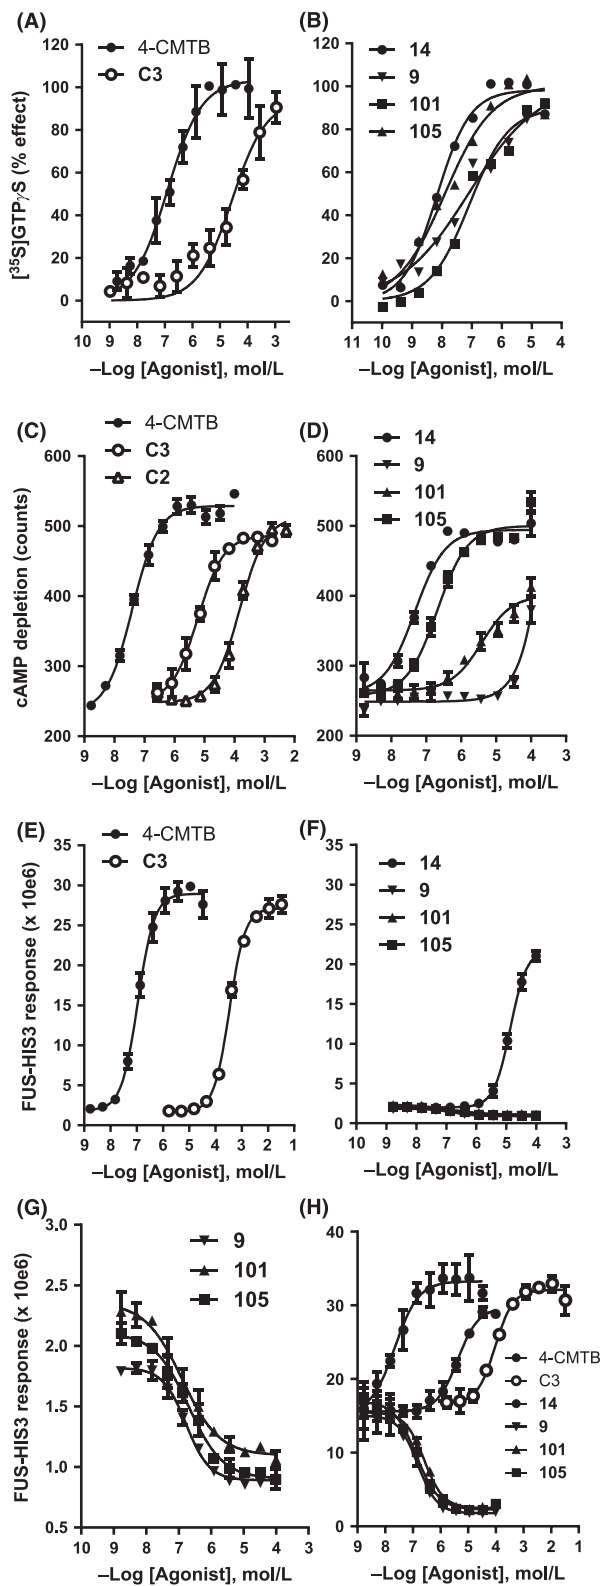 (A)
4-CMTB
C3
[³⁵S]GTPγS (% effect)
120
100
80
60
40
20
0
10 9 8 7 6 5 4 3
–Log [Agonist], mol/L
(B)
14
9
101
105
120
100
80
60
40
20
0
11 10 9 8 7 6 5 4
–Log [Agonist], mol/L
(C)
4-CMTB
C3
C2
cAMP depletion (counts)
600
500
400
300
200
9 8 7 6 5 4 3 2
–Log [Agonist], mol/L
(D)
14
9
101
105
600
500
400
300
200
9 8 7 6 5 4 3
–Log [Agonist], mol/L
(E)
4-CMTB
C3
FUS-HIS3 response (x 10e6)
35
30
25
20
15
10
5
0
9 8 7 6 5 4 3 2 1
–Log [Agonist], mol/L
(F)
14
9
101
105
35
30
25
20
15
10
5
0
10 9 8 7 6 5 4 3
–Log [Agonist], mol/L
(G)
9
101
105
FUS-HIS3 response (x 10e6)
3.0
2.5
2.0
1.5
1.0
0.5
10 9 8 7 6 5 4 3
–Log [Agonist], mol/L
(H)
40
30
20
10
0
4-CMTB
C3
14
9
101
105
9 8 7 6 5 4 3 2 1
–Log [Agonist], mol/L